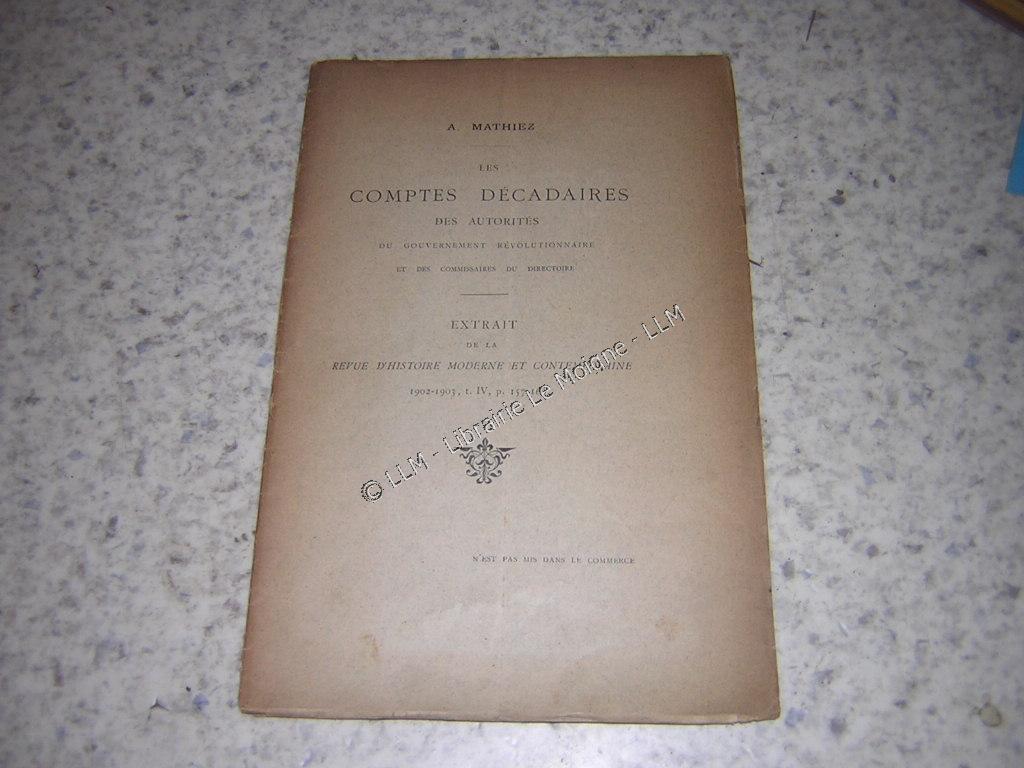 A. MATHIEZ
LES
COMPTES DÉCADAIRES
DES AUTORITÉS
DU GOUVERNEMENT RÉVOLUTIONNAIRE
ET DES COMMISSAIRES DU DIRECTOIRE
EXTRAIT
DE LA
REVUE D'HISTOIRE MODERNE ET CONTEMPORAINE
1902-1903, t. IV, p.
© LLM - Librairie Le Moigne - LLM
N'EST PAS MIS DANS LE COMMERCE